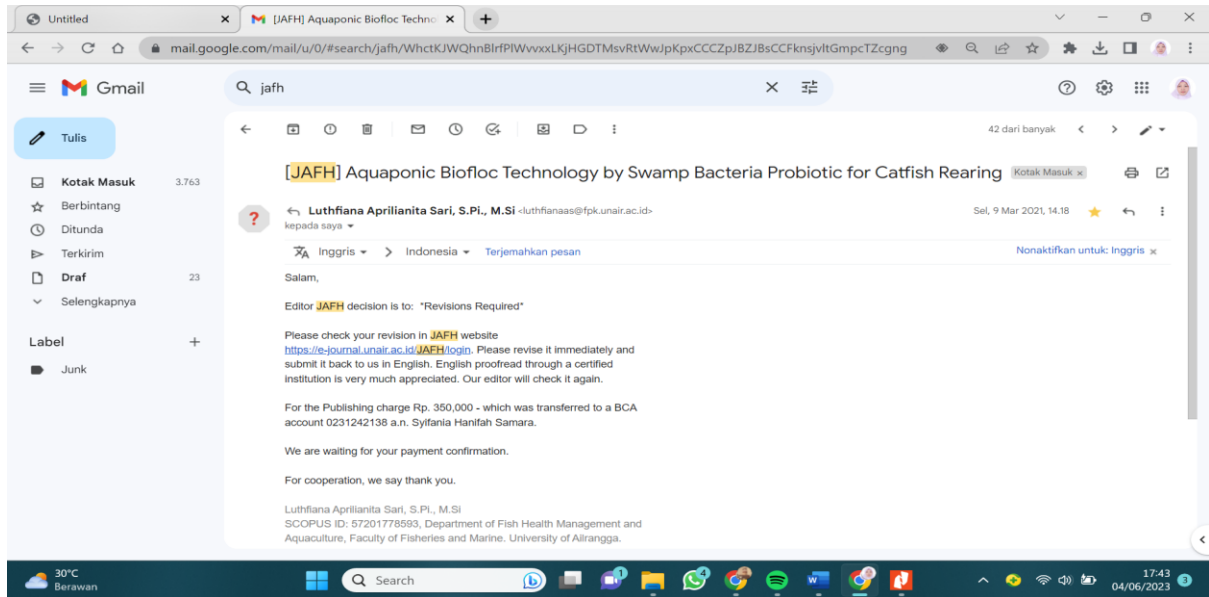 Untitled
[JAFH] Aquaponic Biofloc Techno
mail.google.com/mail/u/0/#search/jafh/WhctKJWQhnBlrfPlWvvxxLKjHGDTMsvRtWwJpKpxCCCZpJBZJBsCCFknsjvltGmpcTZcgng
Gmail
jafh
Tulis
42 dari banyak
[JAFH] Aquaponic Biofloc Technology by Swamp Bacteria Probiotic for Catfish Rearing
Kotak Masuk x
Kotak Masuk 3.763
Berbintang
Ditunda
Terkirim
Draf 23
Selengkapnya
Label +
Junk
Luthfiana Aprilianita Sari, S.Pi., M.Si <luthfianaas@fpk.unair.ac.id>
Sel, 9 Mar 2021, 14.18
kepada saya
Inggris > Indonesia Terjemahkan pesan
Nonaktifkan untuk: Inggris x
Salam,
Editor JAFH decision is to: "Revisions Required"
Please check your revision in JAFH website
https://e-journal.unair.ac.id/JAFH/login. Please revise it immediately and
submit it back to us in English. English proofread through a certified
institution is very much appreciated. Our editor will check it again.
For the Publishing charge Rp. 350,000 - which was transferred to a BCA
account 0231242138 a.n. Syifania Hanifah Samara.
We are waiting for your payment confirmation.
For cooperation, we say thank you.
Luthfiana Aprilianita Sari, S.Pi., M.Si
SCOPUS ID: 57201778593, Department of Fish Health Management and
Aquaculture, Faculty of Fisheries and Marine. University of Ailrangga.
30°C
Berawan
Search
1
4
17:43
04/06/2023
3